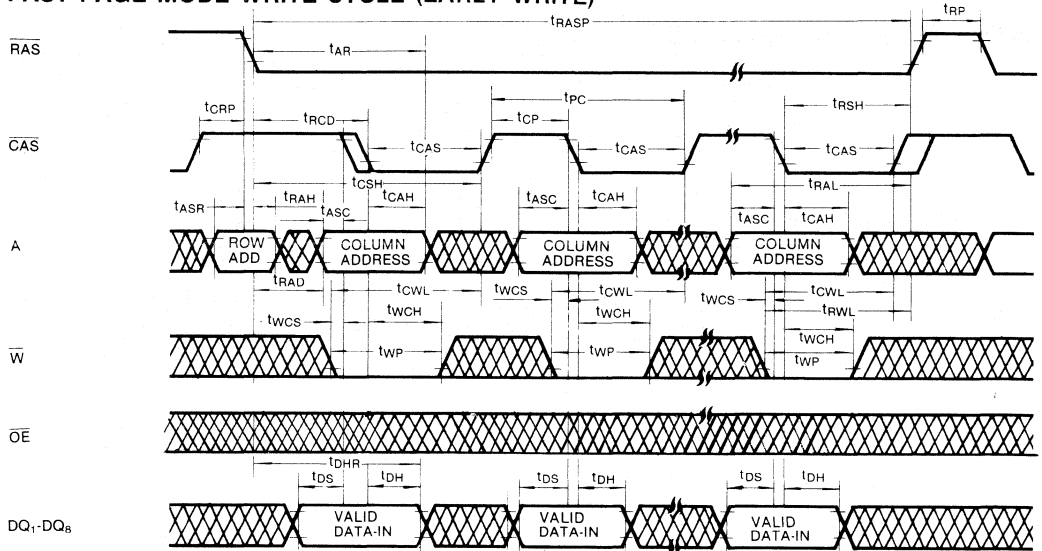 FAST PAGE MODE WRITE CYCLE (EARLY WRITE)
tRASP
tRP
RAS
tAR
tPC
tRSH
tCRP
tRCD
tCP
CAS
tCAS
tCAS
tCAS
tCSH
tRAL
tASR
tRAH
tASC
tCAH
tASC
tCAH
tASC
tCAH
A
ROW ADD
COLUMN ADDRESS
COLUMN ADDRESS
COLUMN ADDRESS
tRAD
tCWL
tWCS
tCWL
tWCS
tCWL
tRWL
tWCS
tWCH
tWCH
tWCH
W
tWP
tWP
tWP
OE
tDHR
tDS
tDH
tDS
tDH
tDS
tDH
DQ1-DQ8
VALID DATA-IN
VALID DATA-IN
VALID DATA-IN